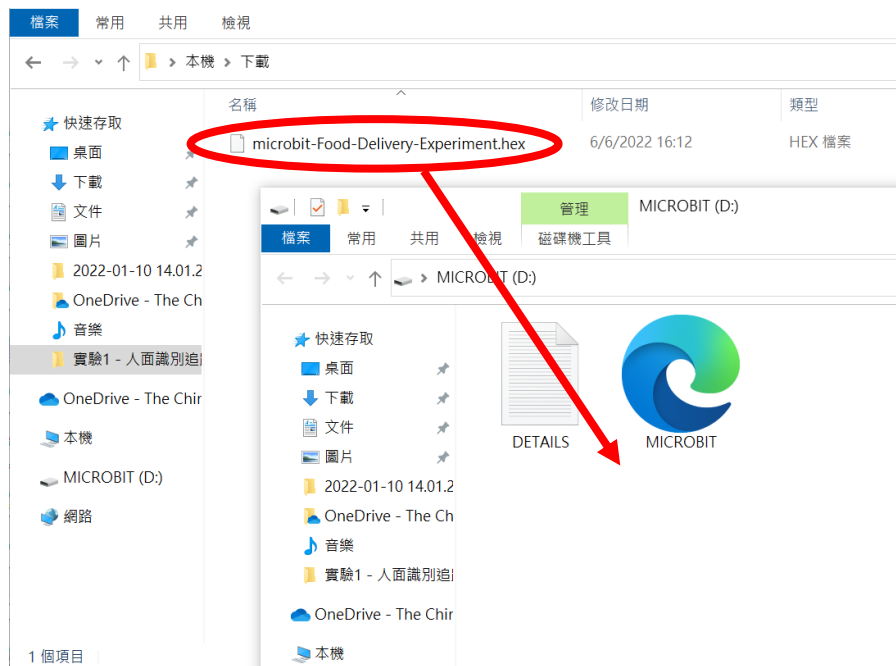 檔案 常用 共用 檢視
本機 下載
名稱 修改日期 類型
快速存取
microbit-Food-Delivery-Experiment.hex 6/6/2022 16:12 HEX 檔案
桌面
下載
文件
圖片
2022-01-10 14.01.2
OneDrive - The Ch
音樂
實驗1 - 人面識別追
OneDrive - The Chir
本機
MICROBIT (D:)
網路
1 個項目
管理 MICROBIT (D:)
檔案 常用 共用 檢視 磁碟機工具
MICROBIT (D:)
快速存取
桌面
下載
文件
圖片
2022-01-10 14.01.2
OneDrive - The Ch
音樂
實驗1 - 人面識別追
OneDrive - The Chir
本機
DETAILS MICROBIT